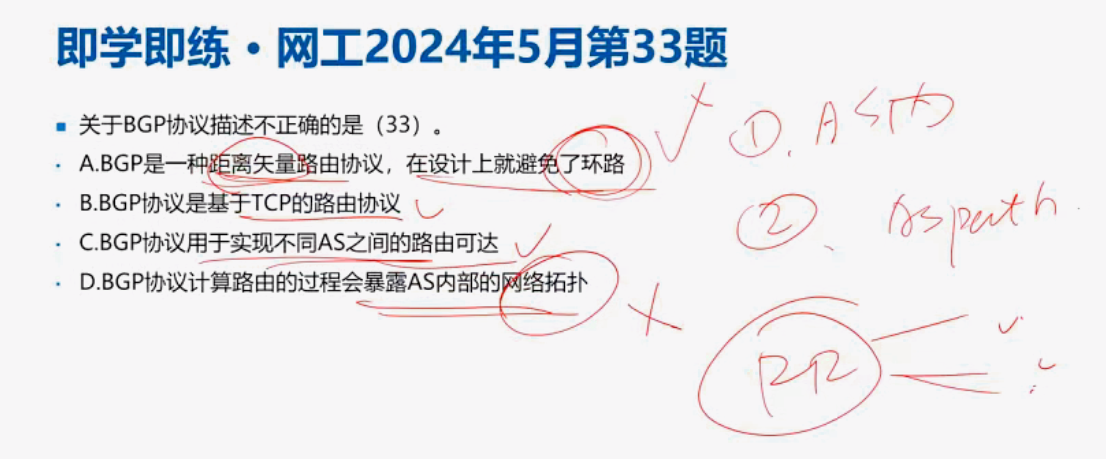 即学即练·网工2024年5月第33题
■ 关于BGP协议描述不正确的是（33）。
· A.BGP是一种距离矢量路由协议，在设计上就避免了环路
· B.BGP协议是基于TCP的路由协议
· C.BGP协议用于实现不同AS之间的路由可达
· D.BGP协议计算路由的过程会暴露AS内部的网络拓扑
①. AS内
②. AS path
RR